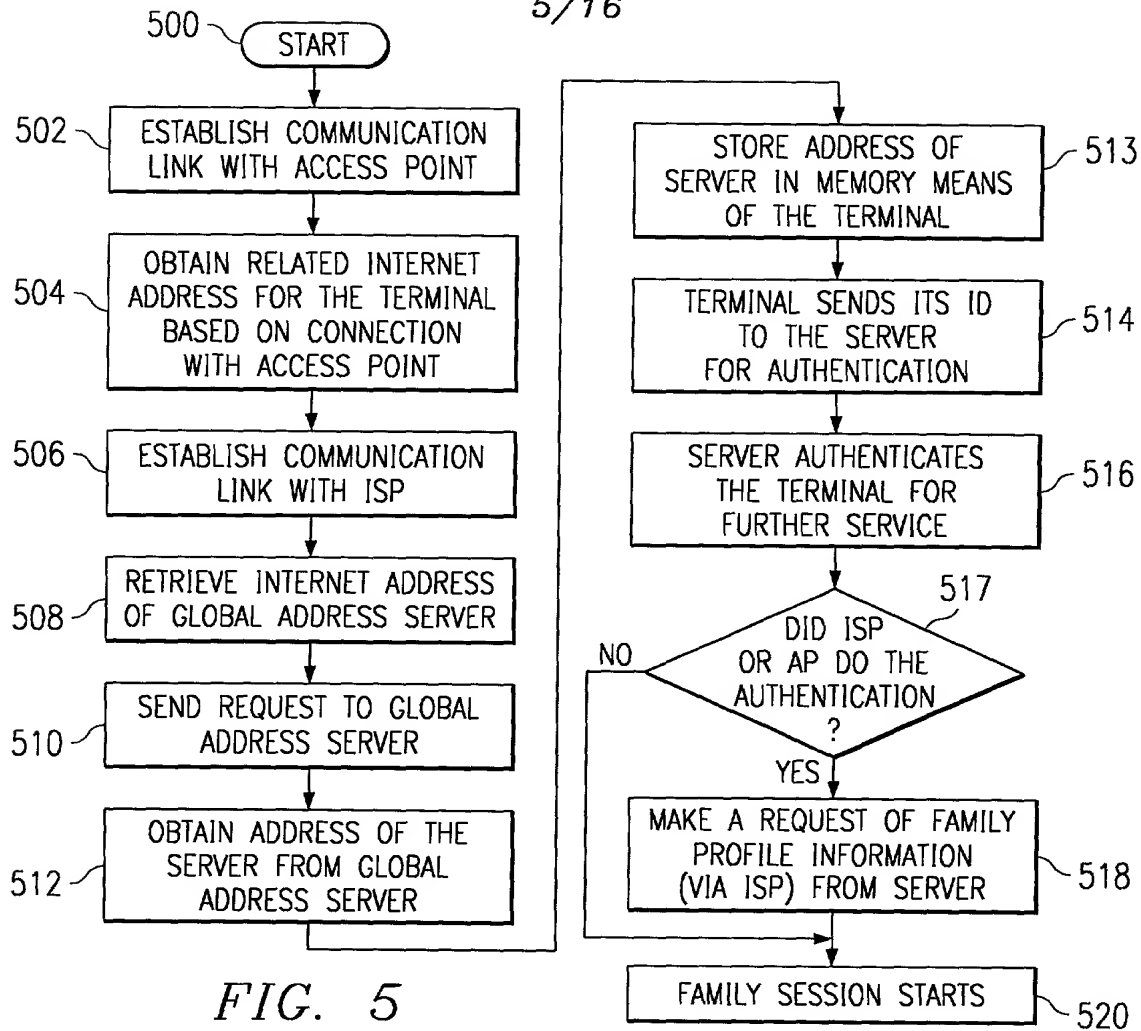 5/16
500
START
502
ESTABLISH COMMUNICATION
LINK WITH ACCESS POINT
504
OBTAIN RELATED INTERNET
ADDRESS FOR THE TERMINAL
BASED ON CONNECTION
WITH ACCESS POINT
506
ESTABLISH COMMUNICATION
LINK WITH ISP
508
RETRIEVE INTERNET ADDRESS
OF GLOBAL ADDRESS SERVER
510
SEND REQUEST TO GLOBAL
ADDRESS SERVER
512
OBTAIN ADDRESS OF THE
SERVER FROM GLOBAL
ADDRESS SERVER
STORE ADDRESS OF
SERVER IN MEMORY MEANS
OF THE TERMINAL
513
TERMINAL SENDS ITS ID
TO THE SERVER
FOR AUTHENTICATION
514
SERVER AUTHENTICATES
THE TERMINAL FOR
FURTHER SERVICE
516
517
DID ISP
OR AP DO THE
AUTHENTICATION
?
NO
YES
MAKE A REQUEST OF FAMILY
PROFILE INFORMATION
(VIA ISP) FROM SERVER
518
FAMILY SESSION STARTS
520
FIG. 5